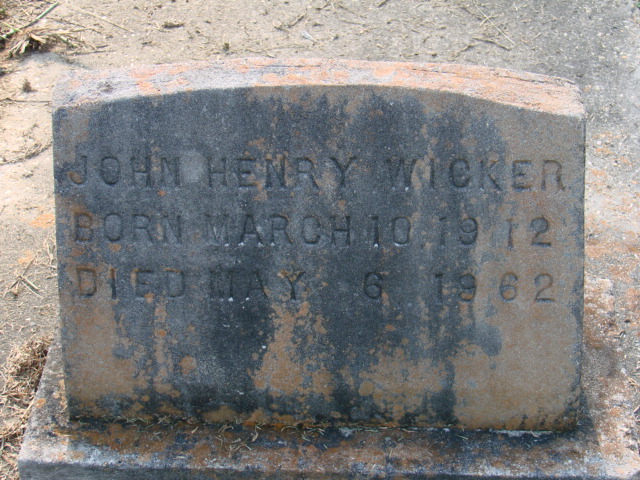 JOHN HENRY WICKER
BORN MARCH 10 1912
DIED MAY 6 1962